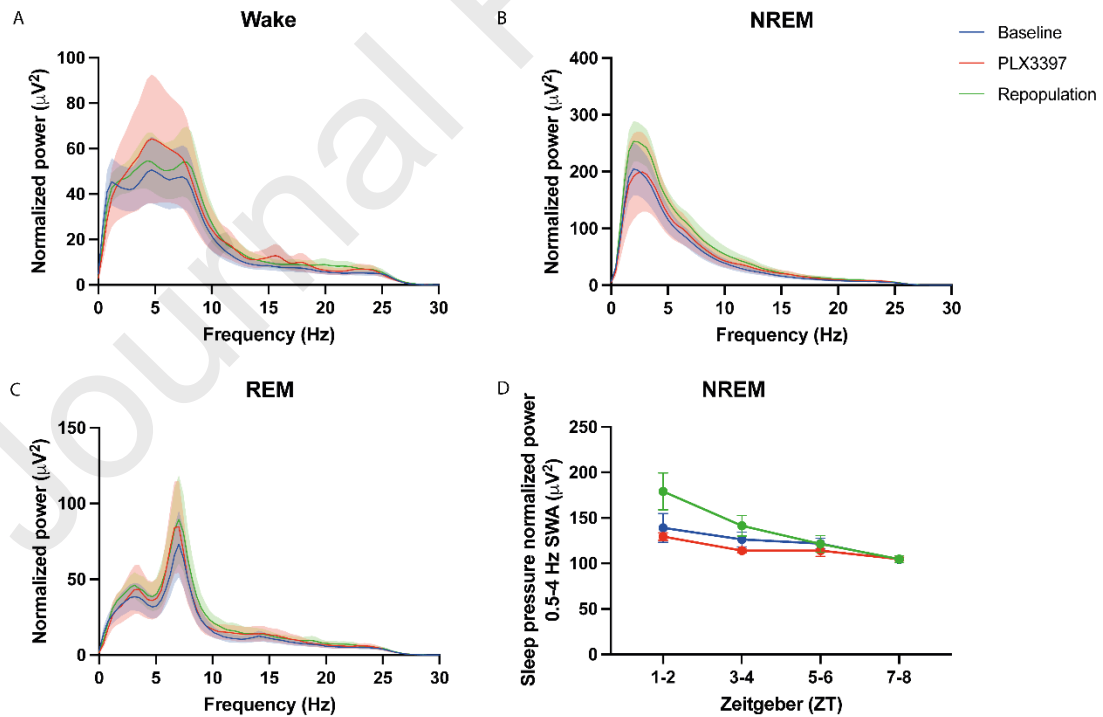 A
Wake
Normalized power (µV²)
100
80
60
40
20
0
0 5 10 15 20 25 30
Frequency (Hz)
B
NREM
Normalized power (µV²)
400
300
200
100
0
0 5 10 15 20 25 30
Frequency (Hz)
Baseline
PLX3397
Repopulation
C
REM
Normalized power (µV²)
150
100
50
0
0 5 10 15 20 25 30
Frequency (Hz)
D
NREM
Sleep pressure normalized power
0.5-4 Hz SWA (µV²)
250
200
150
100
50
0
1-2 3-4 5-6 7-8
Zeitgeber (ZT)
Journal